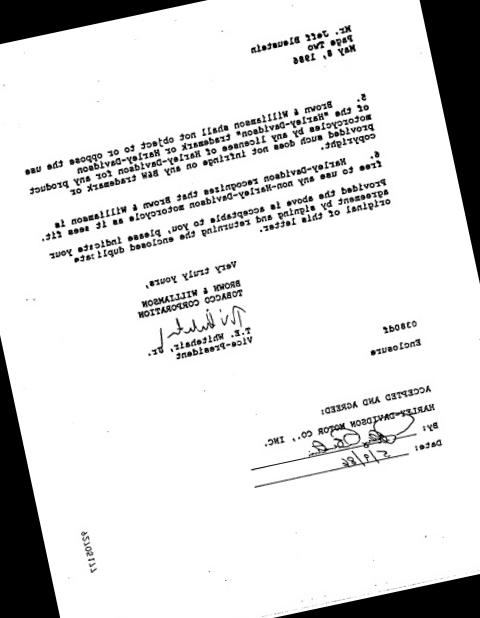 Mr. Jeff Bleustein
Page Two
May 8, 1986
5. Brown & Williamson shall not object to or oppose the use
of the "Harley-Davidson" trademark or Harley-Davidson
motorcycles by any licensee of Harley-Davidson for any product
provided such does not infringe on any B&W trademark or
copyright.
6. Harley-Davidson recognizes that Brown & Williamson is
free to use any non-Harley-Davidson motorcycle as it sees fit.
Provided the above is acceptable to you, please indicate your
agreement by signing and returning the enclosed duplicate
original of this letter.
Very truly yours,
BROWN & WILLIAMSON
TOBACCO CORPORATION
T.E. Whitehair, Jr.
Vice-President
0380df
Enclosure
ACCEPTED AND AGREED:
HARLEY-DAVIDSON MOTOR CO., INC.
By:
Date: 5/9/86